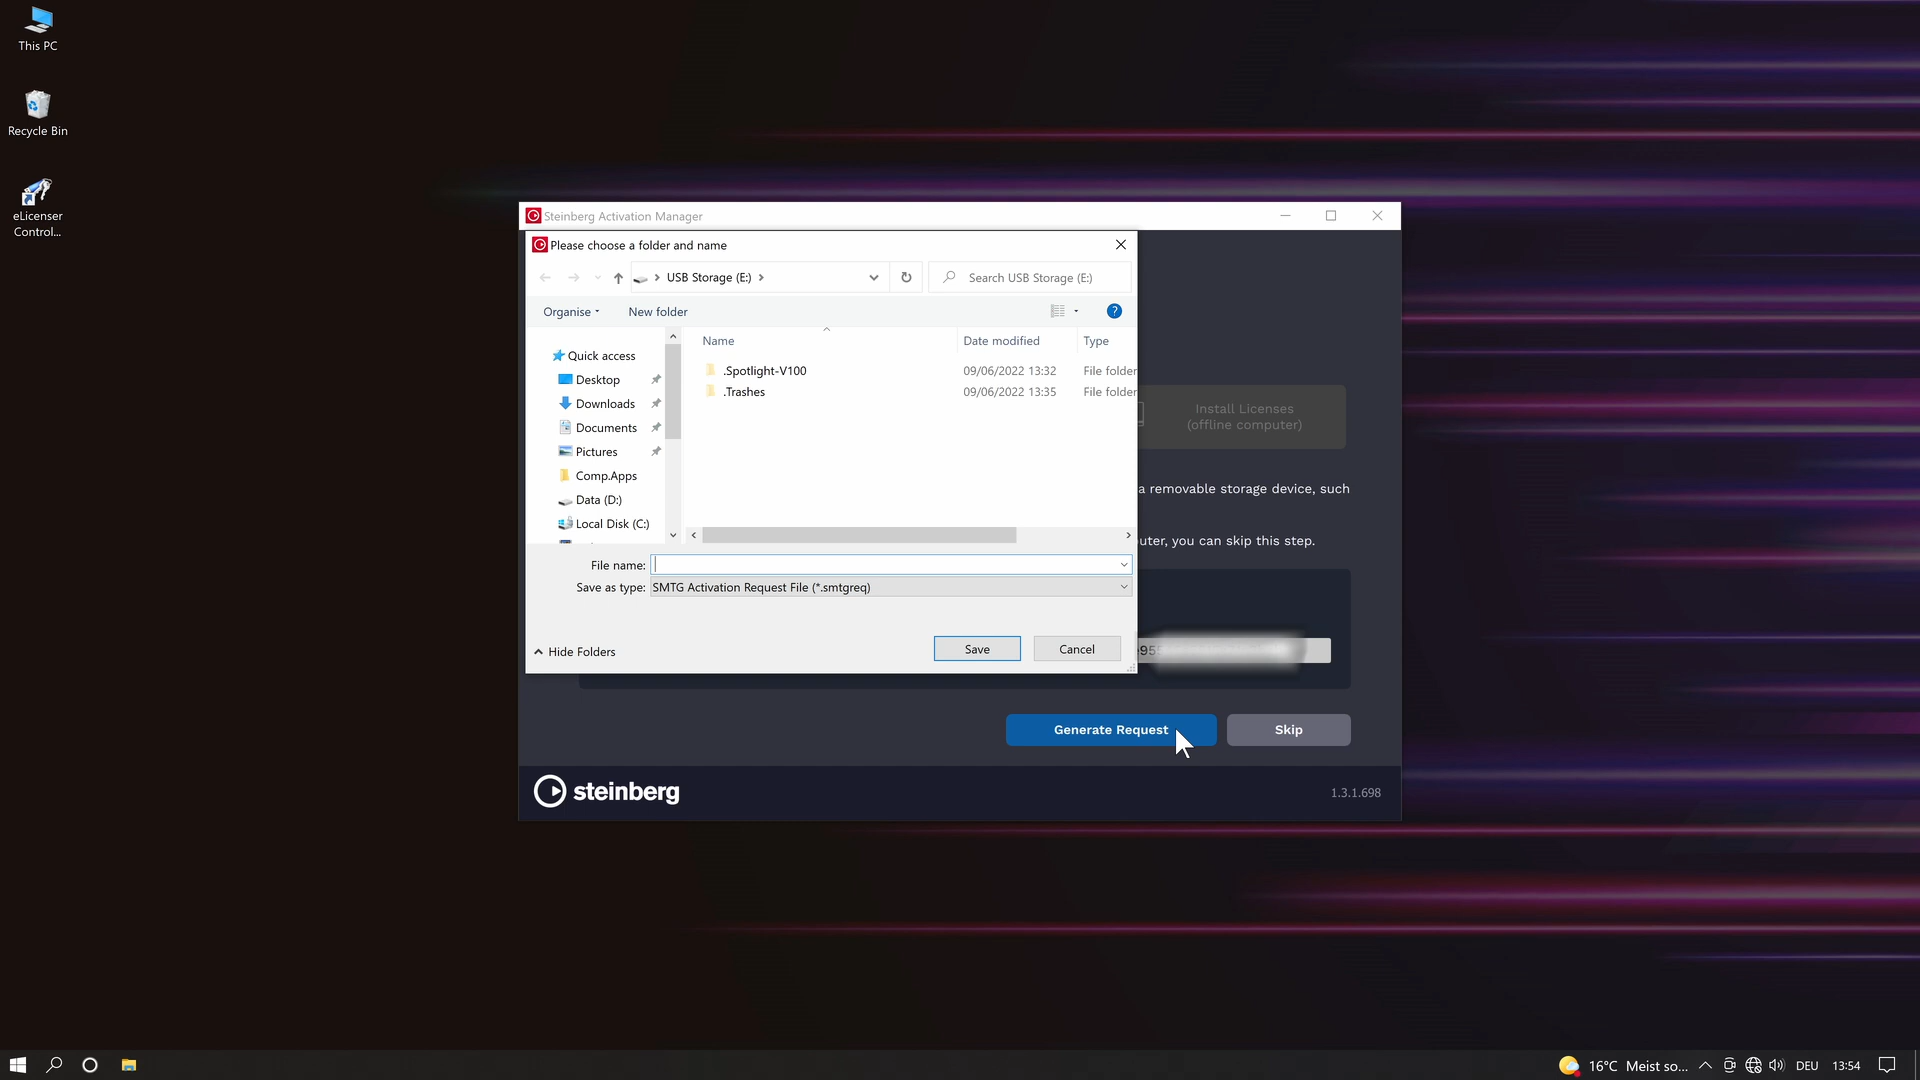 This PC
Recycle Bin
eLicenser
Control...
Steinberg Activation Manager
Please choose a folder and name
USB Storage (E:)
Search USB Storage (E:)
Organise
New folder
?
Name
Date modified
Type
Quick access
Desktop
Downloads
Documents
Pictures
Comp.Apps
Data (D:)
Local Disk (C:)
.Spotlight-V100
09/06/2022 13:32
File folder
.Trashes
09/06/2022 13:35
File folder
Install Licenses
(offline computer)
a removable storage device, such
uter, you can skip this step.
File name:
Save as type:
SMTG Activation Request File (*.smtgreq)
Hide Folders
Save
Cancel
Generate Request
Skip
steinberg
1.3.1.698
16°C Meist so...
DEU
13:54